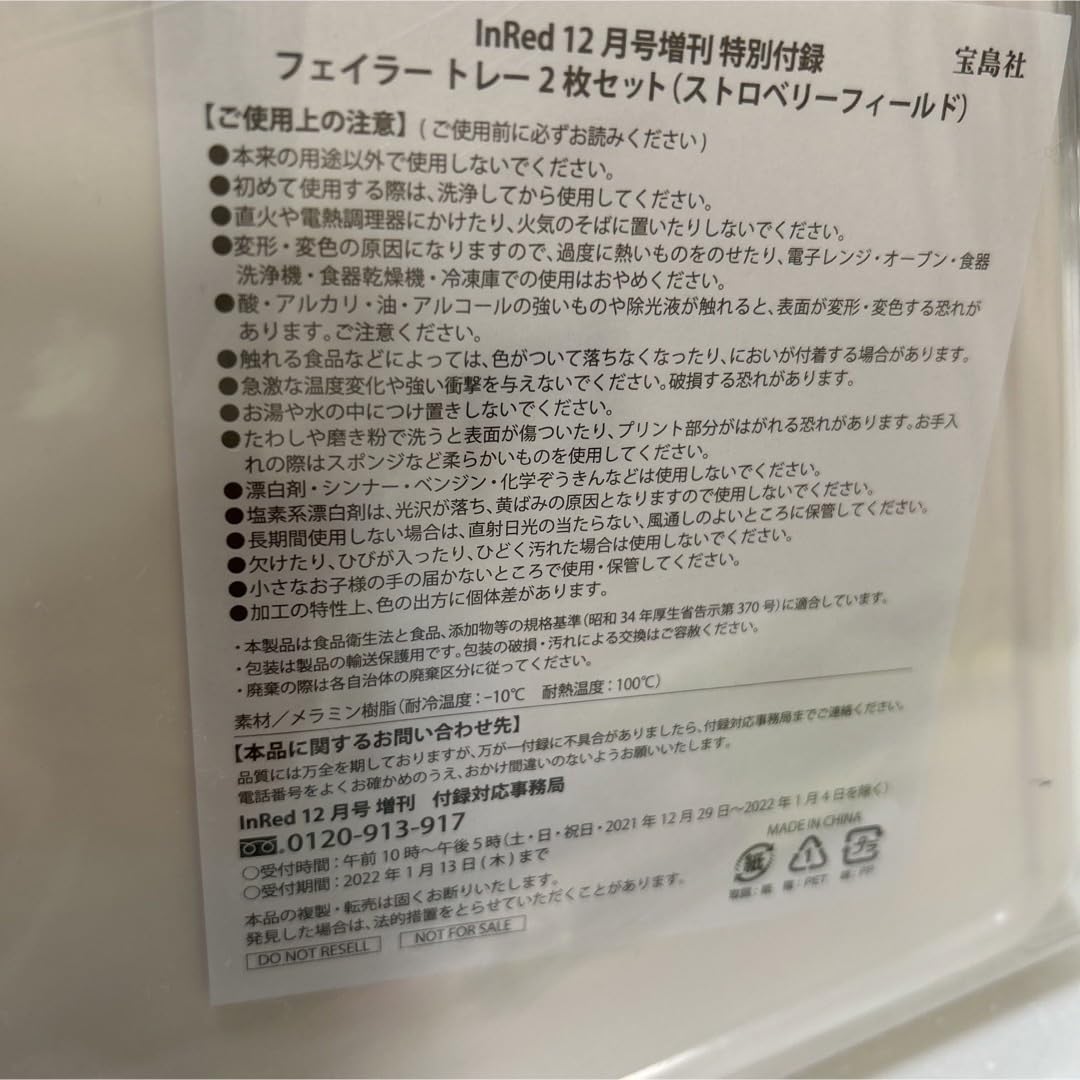 InRed 12月号増刊 特別付録
宝島社
フェイラー トレー 2枚セット(ストロベリーフィールド)
【ご使用上の注意】(ご使用前に必ずお読みください)
●本来の用途以外で使用しないでください。
●初めて使用する際は、洗浄してから使用してください。
●直火や電熱調理器にかけたり、火気のそばに置いたりしないでください。
●変形・変色の原因になりますので、過度に熱いものをのせたり、電子レンジ・オーブン・食器
洗浄機・食器乾燥機・冷凍庫での使用はおやめください。
●酸・アルカリ・油・アルコールの強いものや除光液が触れると、表面が変形・変色する恐れが
あります。ご注意ください。
●触れる食品などによっては、色がついて落ちなくなったり、においが付着する場合があります。
●急激な温度変化や強い衝撃を与えないでください。破損する恐れがあります。
●お湯や水の中につけ置きしないでください。
●たわしや磨き粉で洗うと表面が傷ついたり、プリント部分がはがれる恐れがあります。お手入
れの際はスポンジなど柔らかいものを使用してください。
●漂白剤・シンナー・ベンジン・化学ぞうきんなどは使用しないでください。
●塩素系漂白剤は、光沢が落ち、黄ばみの原因となりますので使用しないでください。
●長期間使用しない場合は、直射日光の当たらない、風通しのよいところに保管してください。
●欠けたり、ひびが入ったり、ひどく汚れた場合は使用しないでください。
●小さなお子様の手の届かないところで使用・保管してください。
●加工の特性上、色の出方に個体差があります。
・本製品は食品衛生法と食品、添加物等の規格基準(昭和34年厚生省告示第370号)に適合しています。
・包装は製品の輸送保護用です。包装の破損・汚れによる交換はご容赦ください。
・廃棄の際は各自治体の廃棄区分に従ってください。
素材/メラミン樹脂(耐冷温度:-10℃ 耐熱温度:100℃)
【本品に関するお問い合わせ先】
品質には万全を期しておりますが、万が一付録に不具合がありましたら、付録対応事務局までご連絡ください。
電話番号をよくお確かめのうえ、おかけ間違いのないようお願いいたします。
InRed 12月号 増刊 付録対応事務局
0120-913-917
○受付時間:午前10時~午後5時(土・日・祝日・2021年12月29日~2022年1月4日を除く)
○受付期間:2022年1月13日(木)まで
本品の複製・転売は固くお断りいたします。
発見した場合は、法的措置をとらせていただくことがあります。
DO NOT RESELL NOT FOR SALE
MADE IN CHINA
紙 1 プラ
:PET :PP